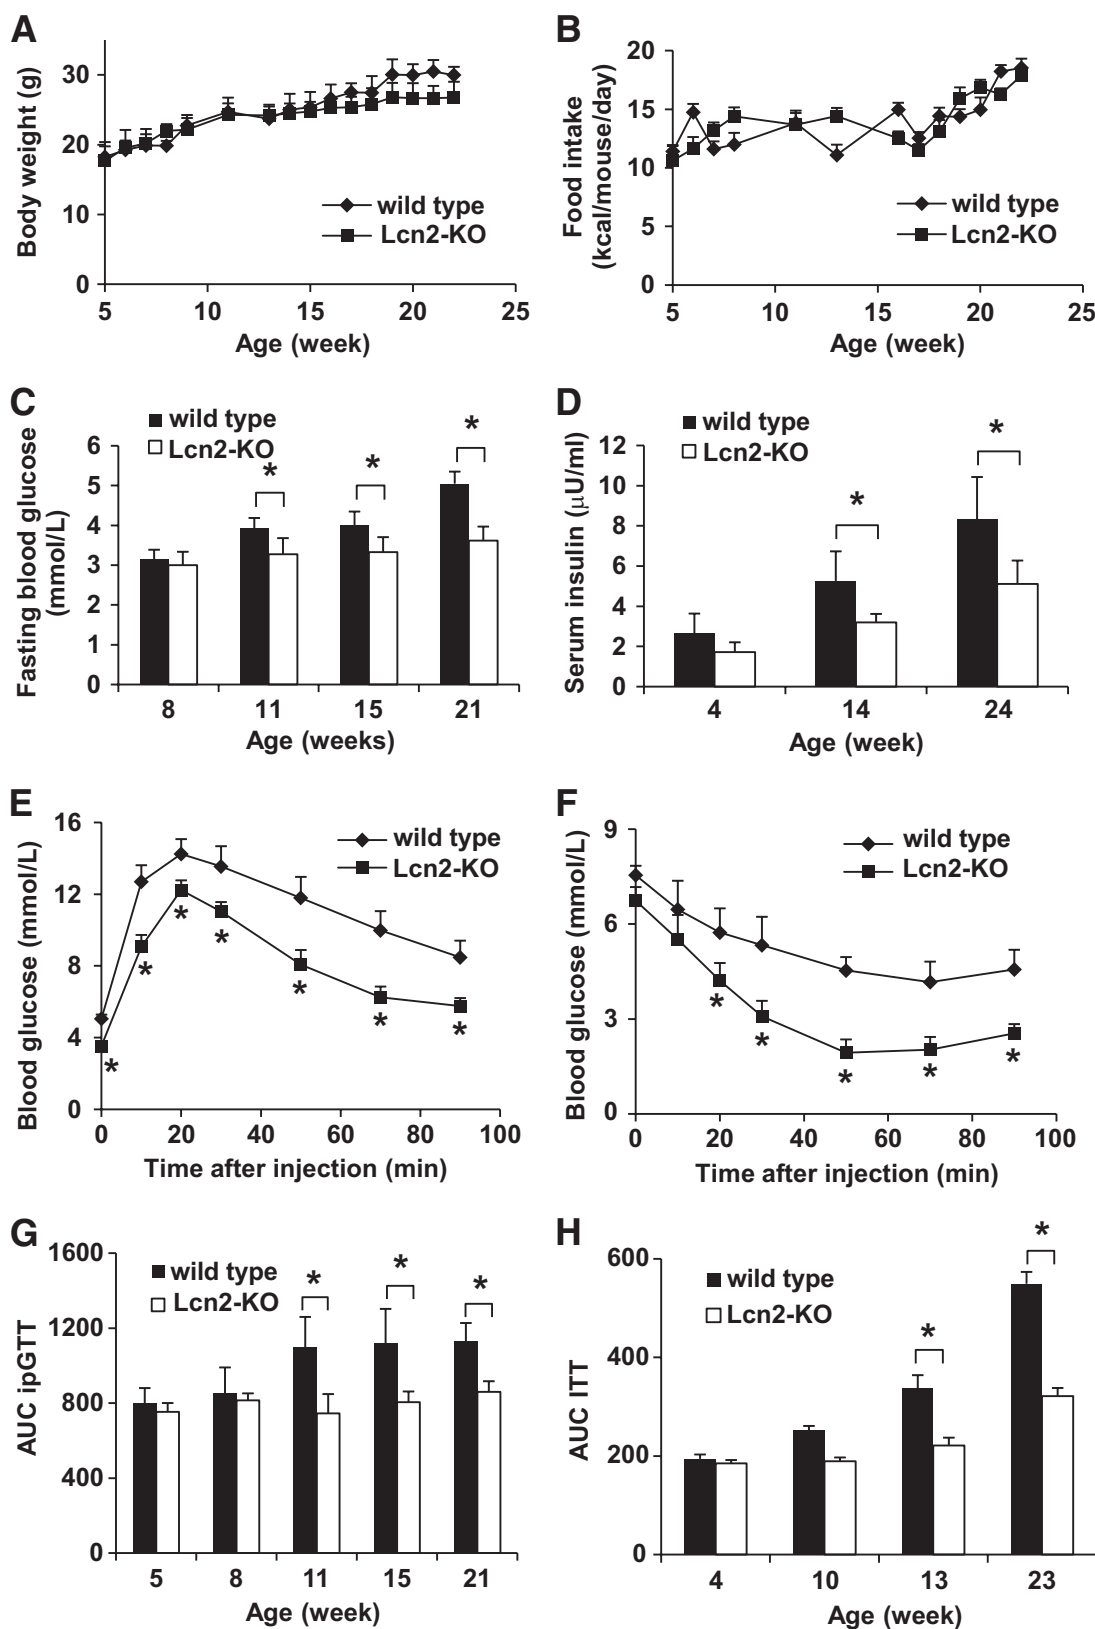 A
Body weight (g)
30
20
10
0
wild type
Lcn2-KO
5 10 15 20 25
Age (week)
B
Food intake
(kcal/mouse/day)
20
15
10
5
0
wild type
Lcn2-KO
5 10 15 20 25
Age (week)
C
Fasting blood glucose
(mmol/L)
wild type
Lcn2-KO
6
5
4
3
2
1
0
* * *
8 11 15 21
Age (weeks)
D
Serum insulin (μU/ml)
wild type
Lcn2-KO
12
10
8
6
4
2
0
* *
4 14 24
Age (week)
E
Blood glucose (mmol/L)
16
12
8
4
0
wild type
Lcn2-KO
* * * * * * *
0 20 40 60 80 100
Time after injection (min)
F
Blood glucose (mmol/L)
9
6
3
0
wild type
Lcn2-KO
* * * * *
0 20 40 60 80 100
Time after injection (min)
G
AUC ipGTT
1600
1200
800
400
0
wild type
Lcn2-KO
* * *
5 8 11 15 21
Age (week)
H
AUC ITT
600
400
200
0
wild type
Lcn2-KO
* *
4 10 13 23
Age (week)